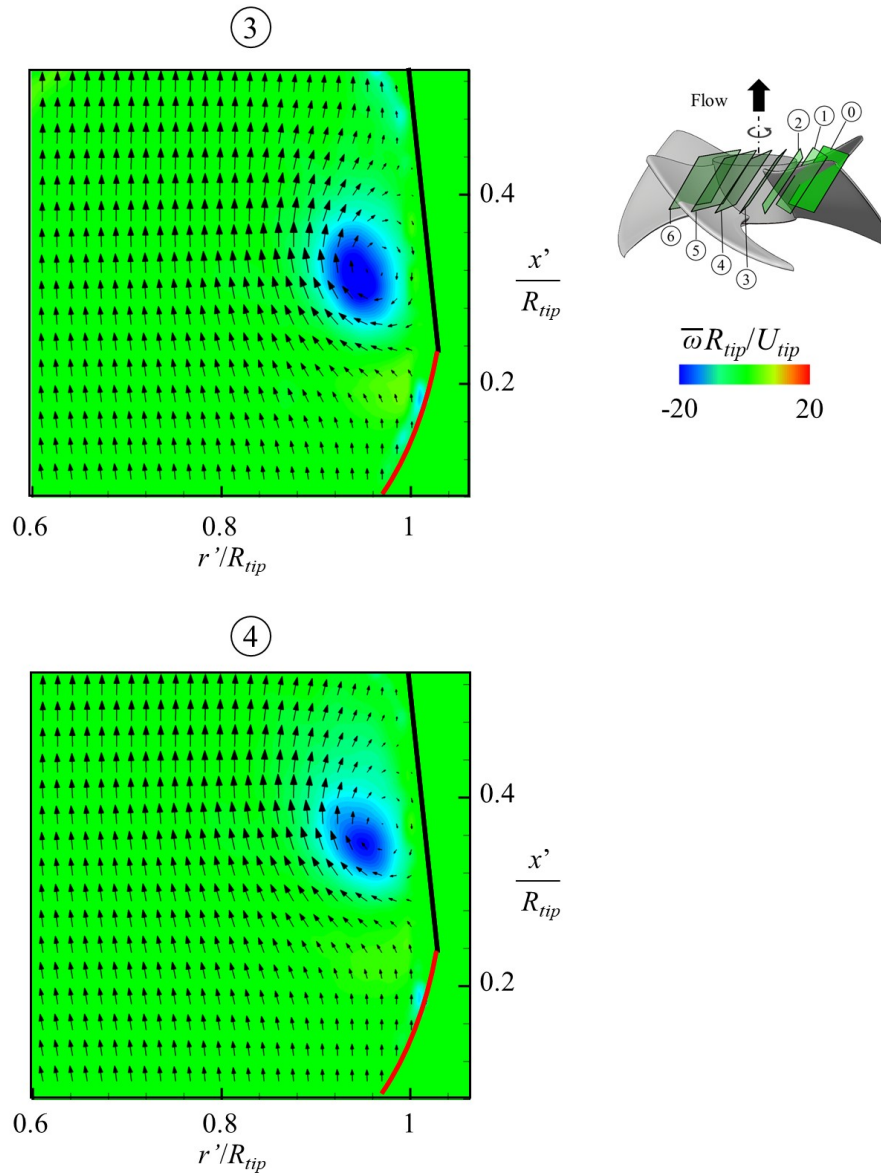 ③
0.4
x'
R_tip
0.2
0.6
0.8
1
r'/R_tip
Flow
⓪
①
②
③
④
⑤
⑥
ω̅ R_tip/U_tip
-20
20
④
0.4
x'
R_tip
0.2
0.6
0.8
1
r'/R_tip